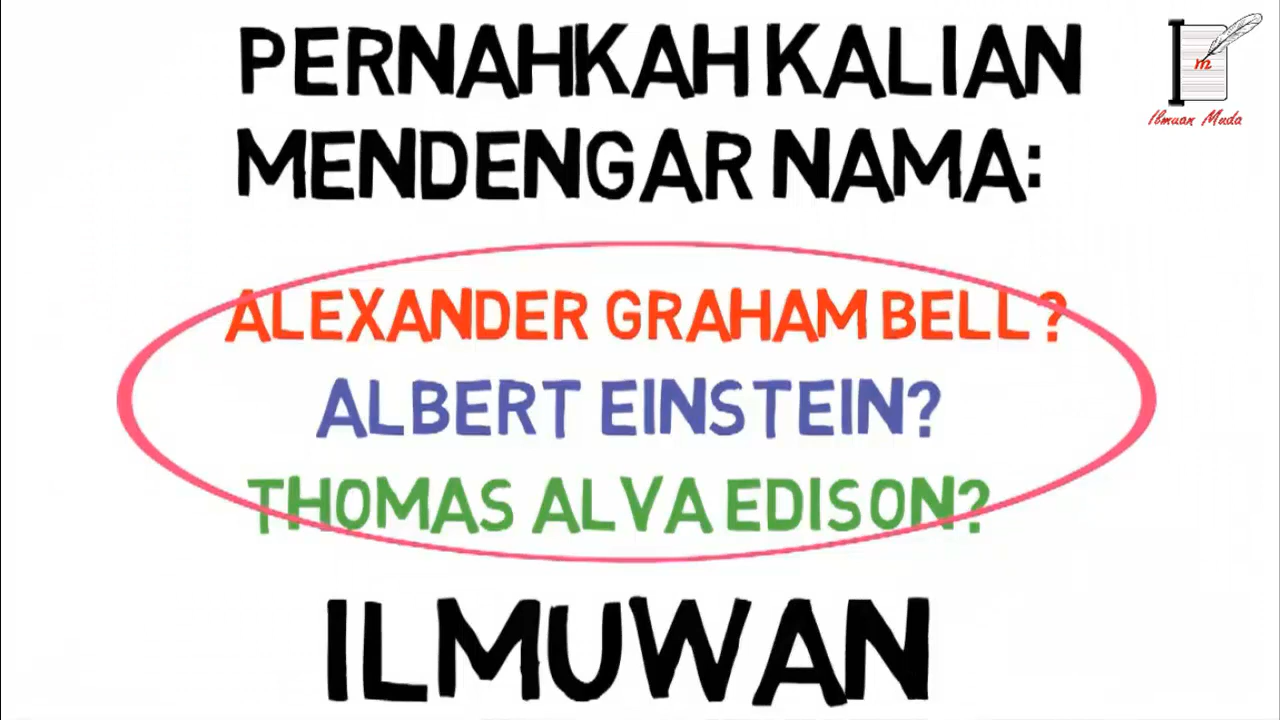 PERNAHKAH KALIAN
MENDENGAR NAMA:
ALEXANDER GRAHAM BELL?
ALBERT EINSTEIN?
THOMAS ALVA EDISON?
ILMUWAN
m
Ilmuan Muda